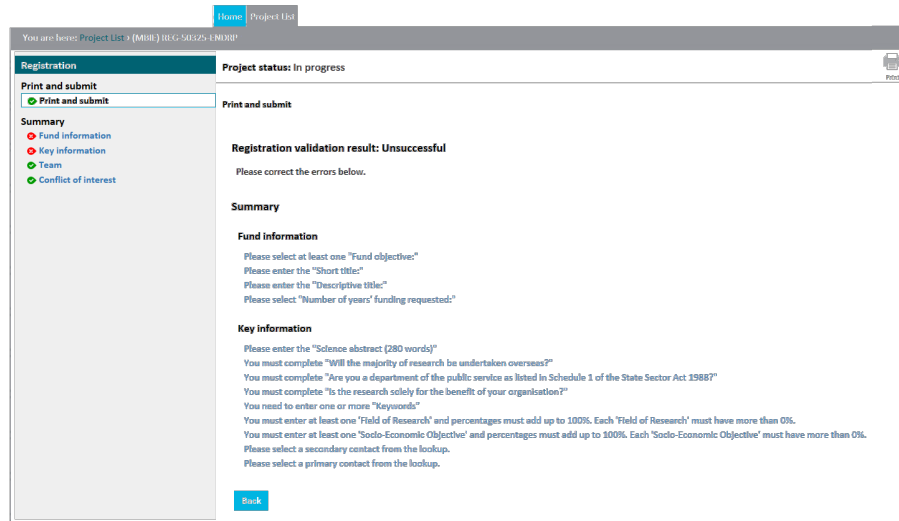 Home Project List
You are here: Project List › (MBIE) REG-50325-ENDRP
Registration
Print and submit
Print and submit
Summary
Fund information
Key information
Team
Conflict of interest
Project status: In progress
Print
Print and submit
Registration validation result: Unsuccessful
Please correct the errors below.
Summary
Fund information
Please select at least one "Fund objective:"
Please enter the "Short title:"
Please enter the "Descriptive title:"
Please select "Number of years' funding requested:"
Key information
Please enter the "Science abstract (280 words)"
You must complete "Will the majority of research be undertaken overseas?"
You must complete "Are you a department of the public service as listed in Schedule 1 of the State Sector Act 1988?"
You must complete "Is the research solely for the benefit of your organisation?"
You need to enter one or more "Keywords"
You must enter at least one 'Field of Research' and percentages must add up to 100%. Each 'Field of Research' must have more than 0%.
You must enter at least one 'Socio-Economic Objective' and percentages must add up to 100%. Each 'Socio-Economic Objective' must have more than 0%.
Please select a secondary contact from the lookup.
Please select a primary contact from the lookup.
Back